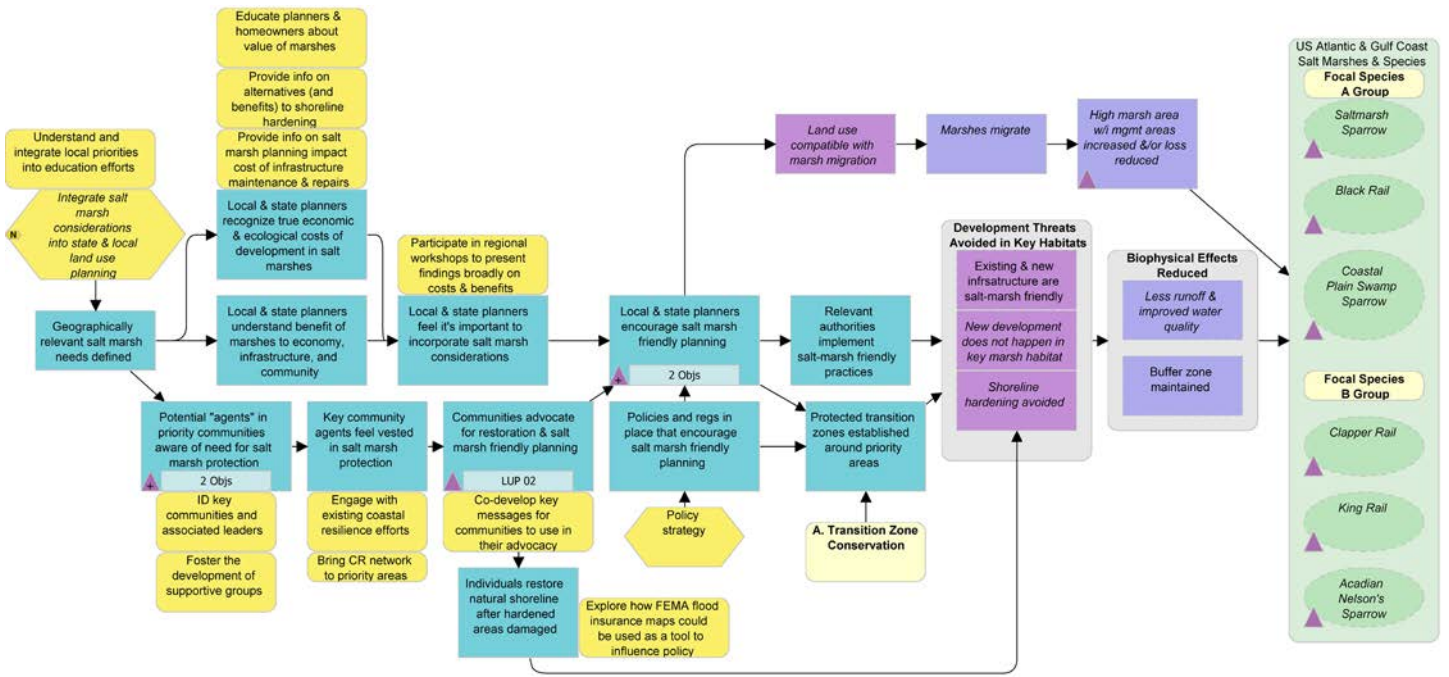 Educate planners &
homeowners about
value of marshes
Provide info on
alternatives (and
benefits) to shoreline
hardening
Provide info on salt
marsh planning impact
cost of infrastructure
maintenance & repairs
Understand and
integrate local priorities
into education efforts
Integrate salt
marsh
considerations
into state & local
land use
planning
N
Local & state planners
recognize true economic
& ecological costs of
development in salt
marshes
Geographically
relevant salt marsh
needs defined
Local & state planners
understand benefit of
marshes to economy,
infrastructure, and
community
Participate in regional
workshops to present
findings broadly on
costs & benefits
Local & state planners
feel it's important to
incorporate salt marsh
considerations
Local & state planners
encourage salt marsh
friendly planning
+
2 Objs
Relevant
authorities
implement
salt-marsh friendly
practices
Land use
compatible with
marsh migration
Marshes migrate
High marsh area
w/i mgmt areas
increased &/or loss
reduced
Development Threats
Avoided in Key Habitats
Existing & new
infrsatructure are
salt-marsh friendly
New development
does not happen in
key marsh habitat
Shoreline
hardening avoided
Biophysical Effects
Reduced
Less runoff &
improved water
quality
Buffer zone
maintained
Potential "agents" in
priority communities
aware of need for salt
marsh protection
+
2 Objs
ID key
communities and
associated leaders
Foster the
development of
supportive groups
Key community
agents feel vested
in salt marsh
protection
Engage with
existing coastal
resilience efforts
Bring CR network
to priority areas
Communities advocate
for restoration & salt
marsh friendly planning
LUP 02
Co-develop key
messages for
communities to use in
their advocacy
Individuals restore
natural shoreline
after hardened
areas damaged
Explore how FEMA flood
insurance maps could
be used as a tool to
influence policy
Policies and regs in
place that encourage
salt marsh friendly
planning
Policy
strategy
Protected transition
zones established
around priority
areas
A. Transition Zone
Conservation
US Atlantic & Gulf Coast
Salt Marshes & Species
Focal Species
A Group
Saltmarsh
Sparrow
Black Rail
Coastal
Plain Swamp
Sparrow
Focal Species
B Group
Clapper Rail
King Rail
Acadian
Nelson's
Sparrow